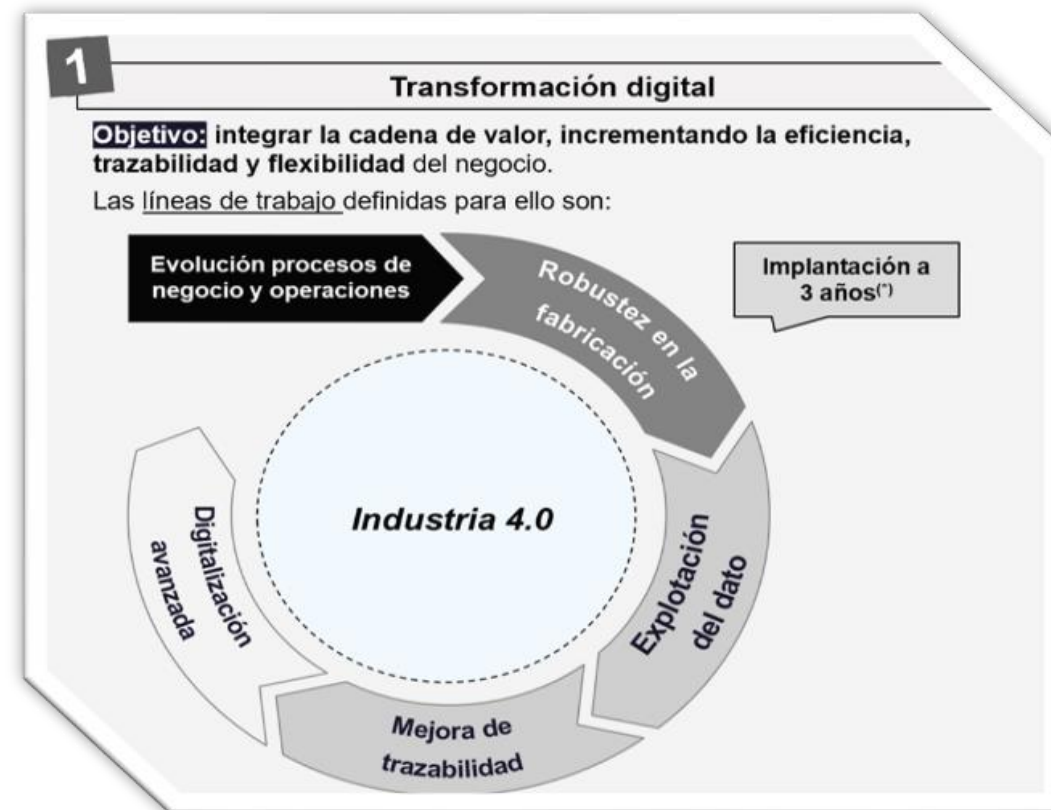 1
Transformación digital
Objetivo: integrar la cadena de valor, incrementando la eficiencia,
trazabilidad y flexibilidad del negocio.
Las líneas de trabajo definidas para ello son:
Evolución procesos de
negocio y operaciones
Robustez en la
fabricación
Implantación a
3 años(*)
Explotación
del dato
Mejora de
trazabilidad
Digitalización
avanzada
Industria 4.0